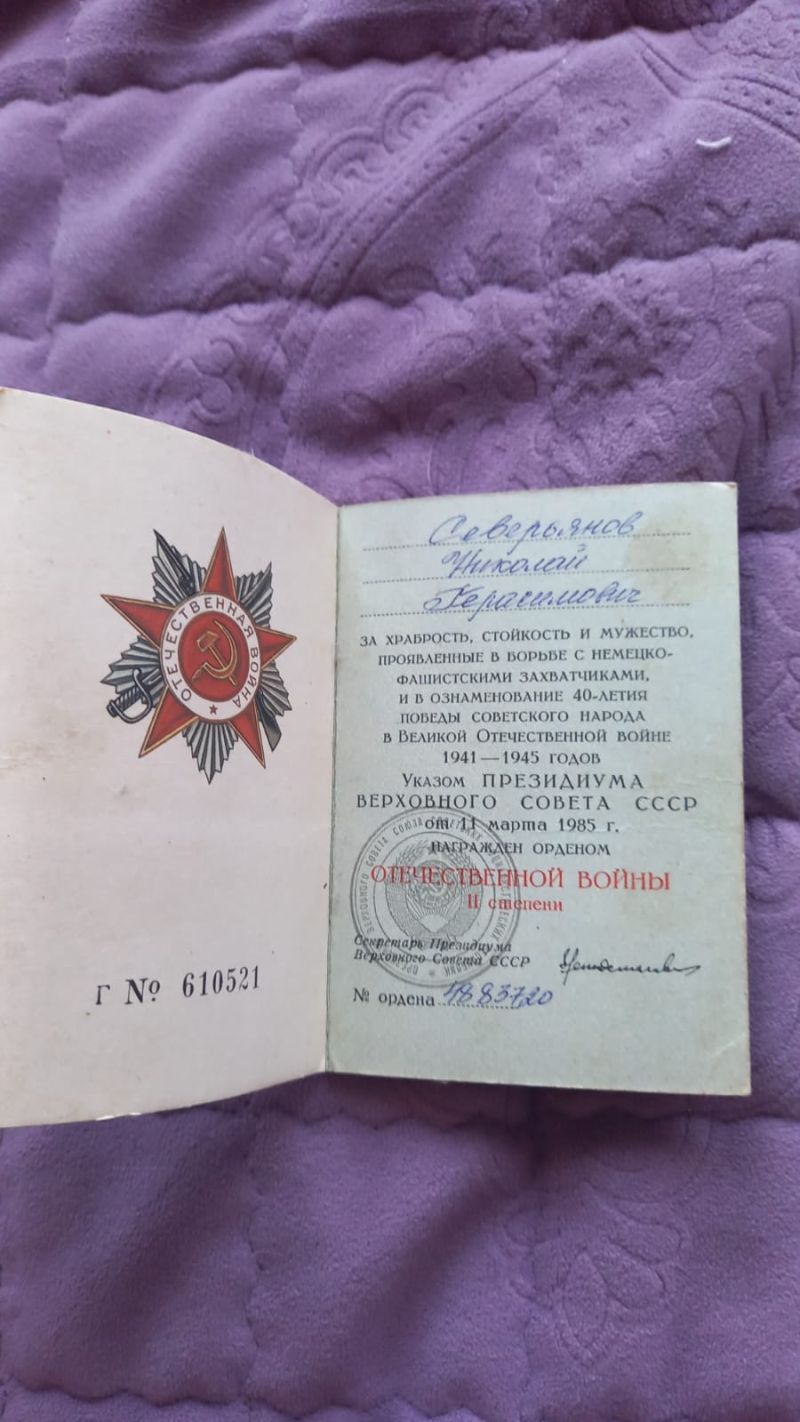 ОТЕЧЕСТВЕННАЯ ВОЙНА
Г № 610521
Северьянов
Николай
Герасимович
ЗА ХРАБРОСТЬ, СТОЙКОСТЬ И МУЖЕСТВО,
ПРОЯВЛЕННЫЕ В БОРЬБЕ С НЕМЕЦКО-
ФАШИСТСКИМИ ЗАХВАТЧИКАМИ,
И В ОЗНАМЕНОВАНИЕ 40-ЛЕТИЯ
ПОБЕДЫ СОВЕТСКОГО НАРОДА
В ВЕЛИКОЙ ОТЕЧЕСТВЕННОЙ ВОЙНЕ
1941—1945 ГОДОВ
УКАЗОМ ПРЕЗИДИУМА
ВЕРХОВНОГО СОВЕТА СССР
от 11 марта 1985 г.
НАГРАЖДЕН ОРДЕНОМ
ОТЕЧЕСТВЕННОЙ ВОЙНЫ
II степени
Секретарь Президиума
Верховного Совета СССР
№ ордена 4883720